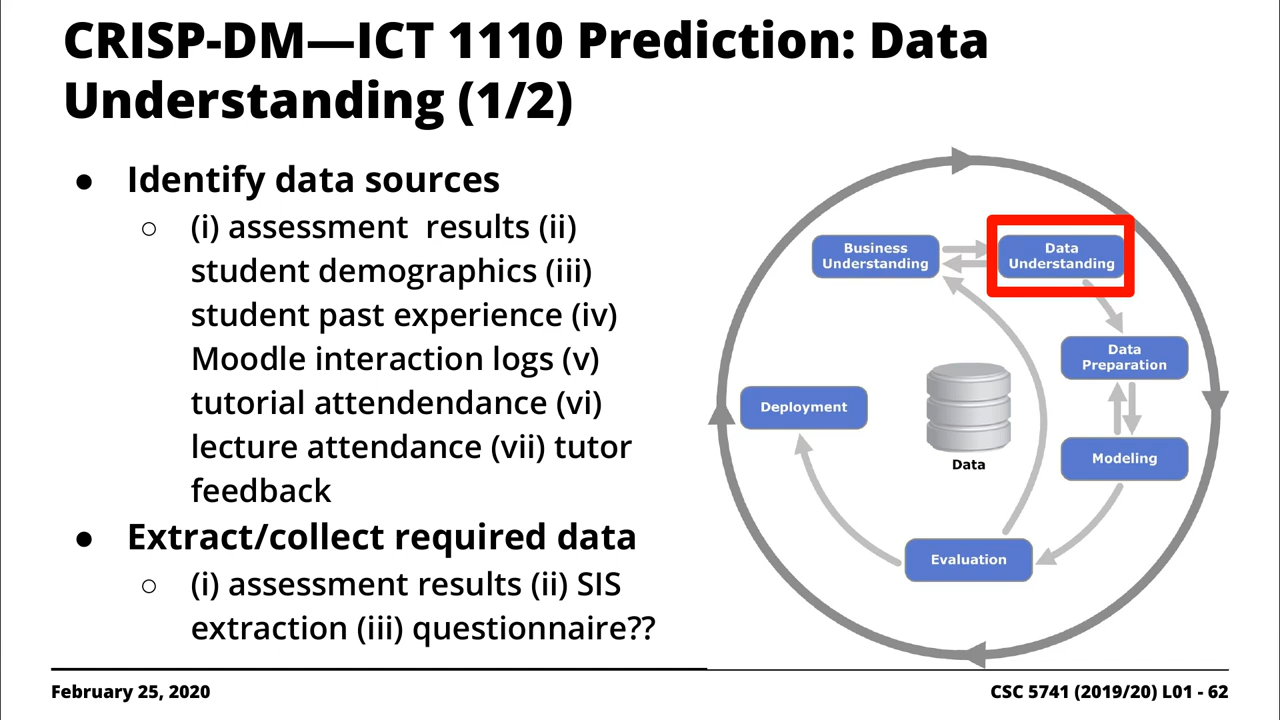 CRISP-DM—ICT 1110 Prediction: Data
Understanding (1/2)
● Identify data sources
○ (i) assessment results (ii)
student demographics (iii)
student past experience (iv)
Moodle interaction logs (v)
tutorial attendendance (vi)
lecture attendance (vii) tutor
feedback
● Extract/collect required data
○ (i) assessment results (ii) SIS
extraction (iii) questionnaire??
Business
Understanding
Data
Understanding
Data
Preparation
Deployment
Data
Modeling
Evaluation
February 25, 2020
CSC 5741 (2019/20) L01 - 62